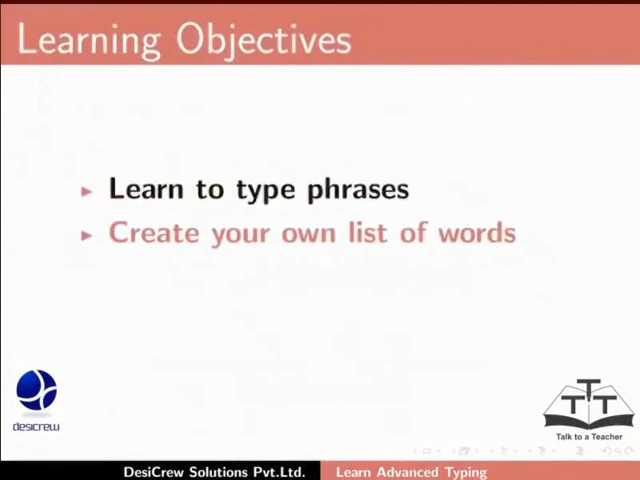 Learning Objectives
Learn to type phrases
Create your own list of words
desicrew
TTT
Talk to a Teacher
DesiCrew Solutions Pvt.Ltd.
Learn Advanced Typing